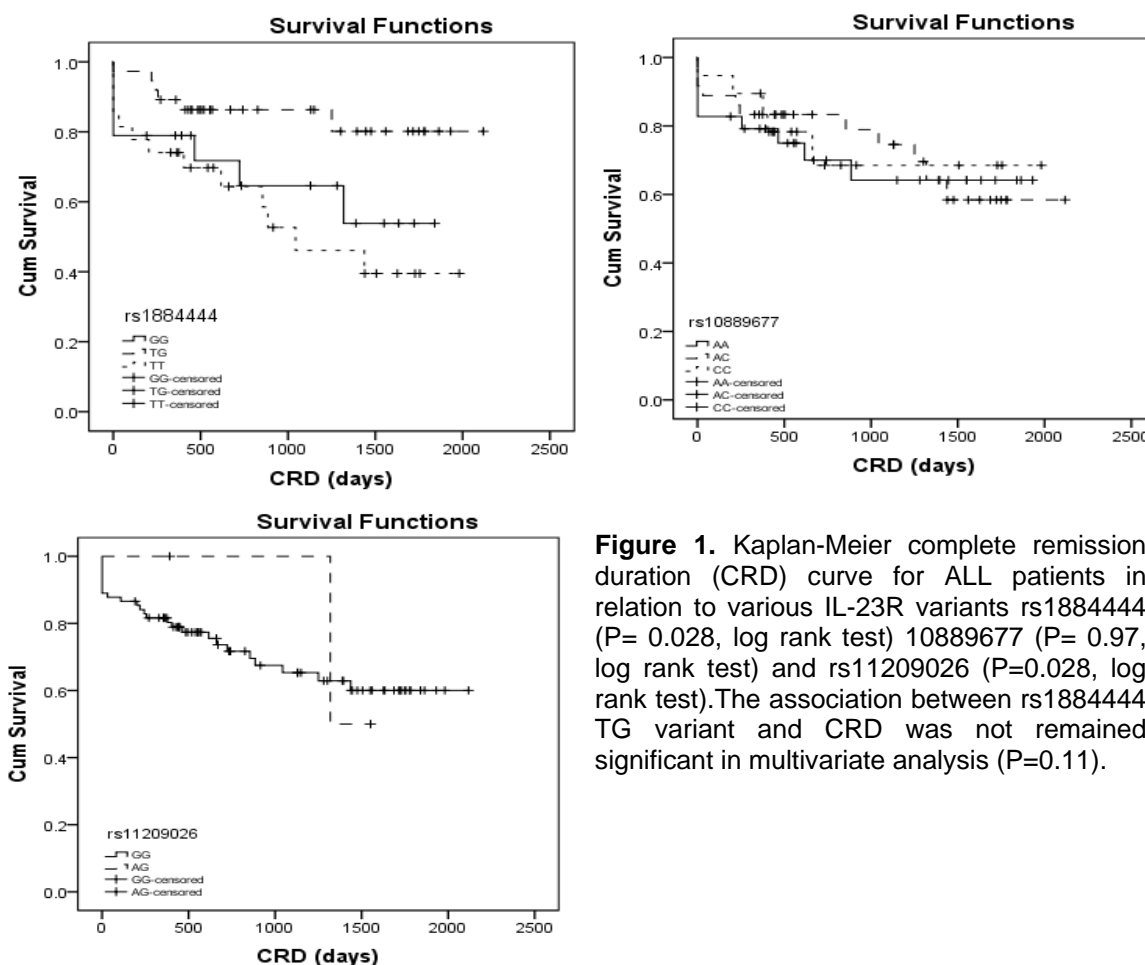 Survival Functions
1.0
0.8
0.6
0.4
0.2
0.0
Cum Survival
rs1884444
GG
TG
TT
GG-censored
TG-censored
TT-censored
0 500 1000 1500 2000 2500
CRD (days)
Survival Functions
1.0
0.8
0.6
0.4
0.2
0.0
Cum Survival
rs10889677
AA
AC
CC
AA-censored
AC-censored
CC-censored
0 500 1000 1500 2000 2500
CRD (days)
Survival Functions
1.0
0.8
0.6
0.4
0.2
0.0
Cum Survival
rs11209026
GG
AG
GG-censored
AG-censored
0 500 1000 1500 2000 2500
CRD (days)
Figure 1. Kaplan-Meier complete remission
duration (CRD) curve for ALL patients in
relation to various IL-23R variants rs1884444
(P= 0.028, log rank test) 10889677 (P= 0.97,
log rank test) and rs11209026 (P=0.028, log
rank test).The association between rs1884444
TG variant and CRD was not remained
significant in multivariate analysis (P=0.11).